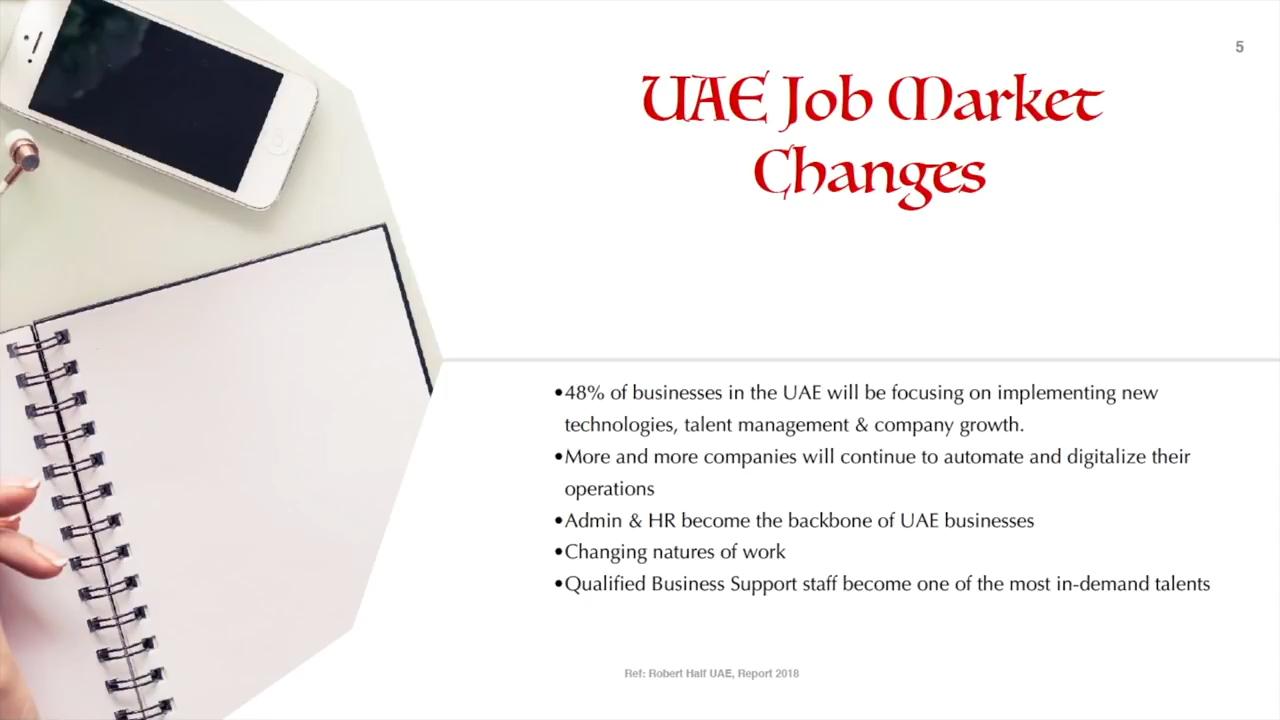 5
UAE Job Market
Changes
•48% of businesses in the UAE will be focusing on implementing new
technologies, talent management & company growth.
•More and more companies will continue to automate and digitalize their
operations
•Admin & HR become the backbone of UAE businesses
•Changing natures of work
•Qualified Business Support staff become one of the most in-demand talents
Ref: Robert Half UAE, Report 2018